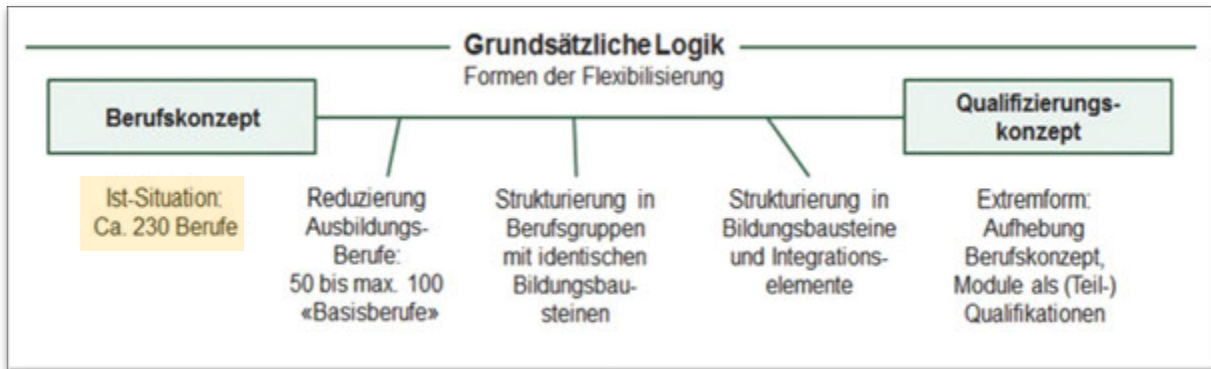 Grundsätzliche Logik
Formen der Flexibilisierung
Berufskonzept
Qualifizierungs-
konzept
Ist-Situation:
Ca. 230 Berufe
Reduzierung
Ausbildungs-
Berufe:
50 bis max. 100
«Basisberufe»
Strukturierung in
Berufsgruppen
mit identischen
Bildungsbau-
steinen
Strukturierung in
Bildungsbausteine
und Integrations-
elemente
Extremform:
Aufhebung
Berufskonzept,
Module als (Teil-)
Qualifikationen